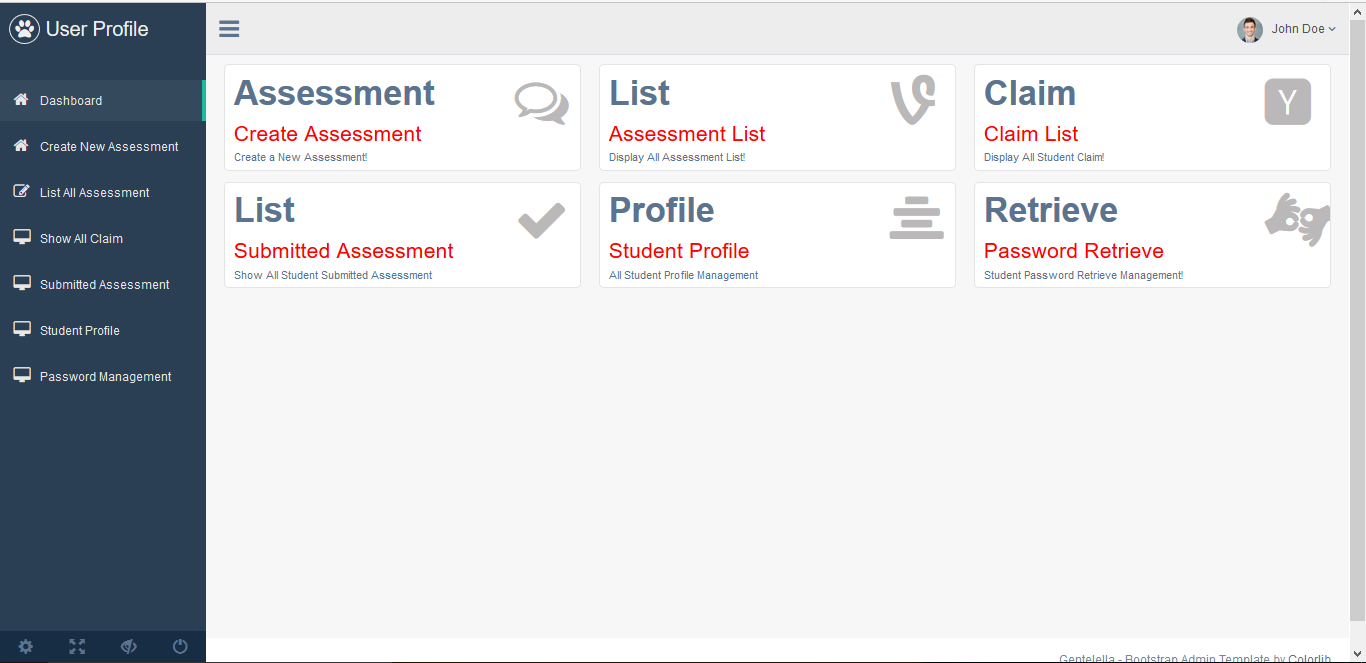 User Profile
John Doe
Dashboard
Create New Assessment
List All Assessment
Show All Claim
Submitted Assessment
Student Profile
Password Management
Assessment
Create Assessment
Create a New Assessment!
List
Assessment List
Display All Assessment List!
Claim
Y
Claim List
Display All Student Claim!
List
Submitted Assessment
Show All Student Submitted Assessment
Profile
Student Profile
All Student Profile Management
Retrieve
Password Retrieve
Student Password Retrieve Management!
Gentelella - Bootstrap Admin Template by Colorlib